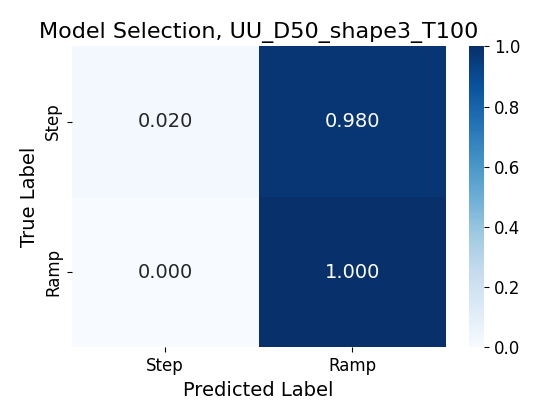 Model Selection, UU_D50_shape3_T100
True Label
Step
0.020
0.980
Ramp
0.000
1.000
Step
Ramp
Predicted Label
1.0
0.8
0.6
0.4
0.2
0.0